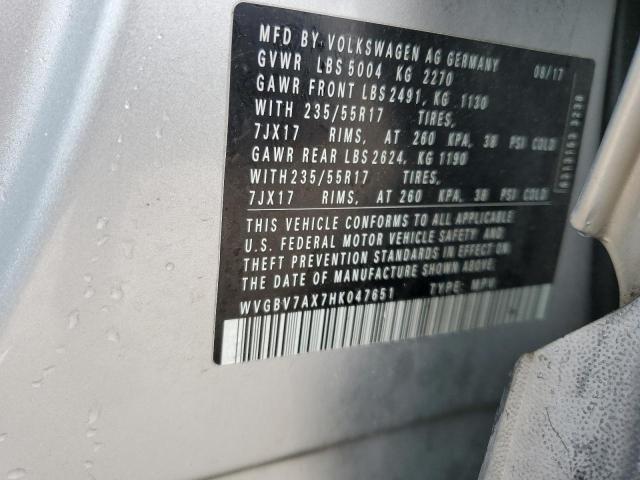 MFD BY VOLKSWAGEN AG GERMANY 08/17
GVWR LBS 5004 KG 2270
GAWR FRONT LBS 2491, KG 1130
WITH 235/55R17 TIRES,
7JX17 RIMS, AT 260 KPA, 38 PSI COLD
GAWR REAR LBS 2624, KG 1190
WITH 235/55R17 TIRES,
7JX17 RIMS, AT 260 KPA, 38 PSI COLD
THIS VEHICLE CONFORMS TO ALL APPLICABLE
U.S. FEDERAL MOTOR VEHICLE SAFETY AND
THEFT PREVENTION STANDARDS IN EFFECT ON
THE DATE OF MANUFACTURE SHOWN ABOVE.
WVGBV7AX7HK047651 TYPE: MPV